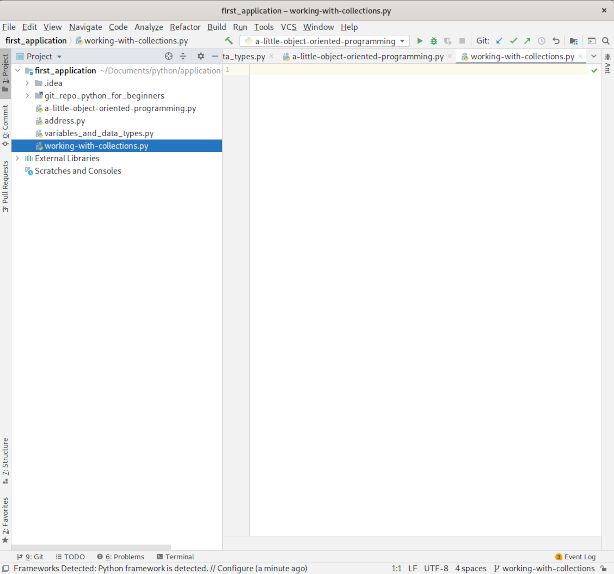 first_application – working-with-collections.py
File Edit View Navigate Code Analyze Refactor Build Run Tools VCS Window Help
first_application working-with-collections.py a-little-object-oriented-programming Git:
Project
ta_types.py a-little-object-oriented-programming.py working-with-collections.py
first_application ~/Documents/python/application
.idea
git_repo_python_for_beginners
a-little-object-oriented-programming.py
address.py
variables_and_data_types.py
working-with-collections.py
External Libraries
Scratches and Consoles
1
1: Project
0: Commit
Pull Requests
Z: Structure
2: Favorites
Ant
9: Git TODO 6: Problems Terminal Event Log
Frameworks Detected: Python framework is detected. // Configure (a minute ago) 1:1 LF UTF-8 4 spaces working-with-collections